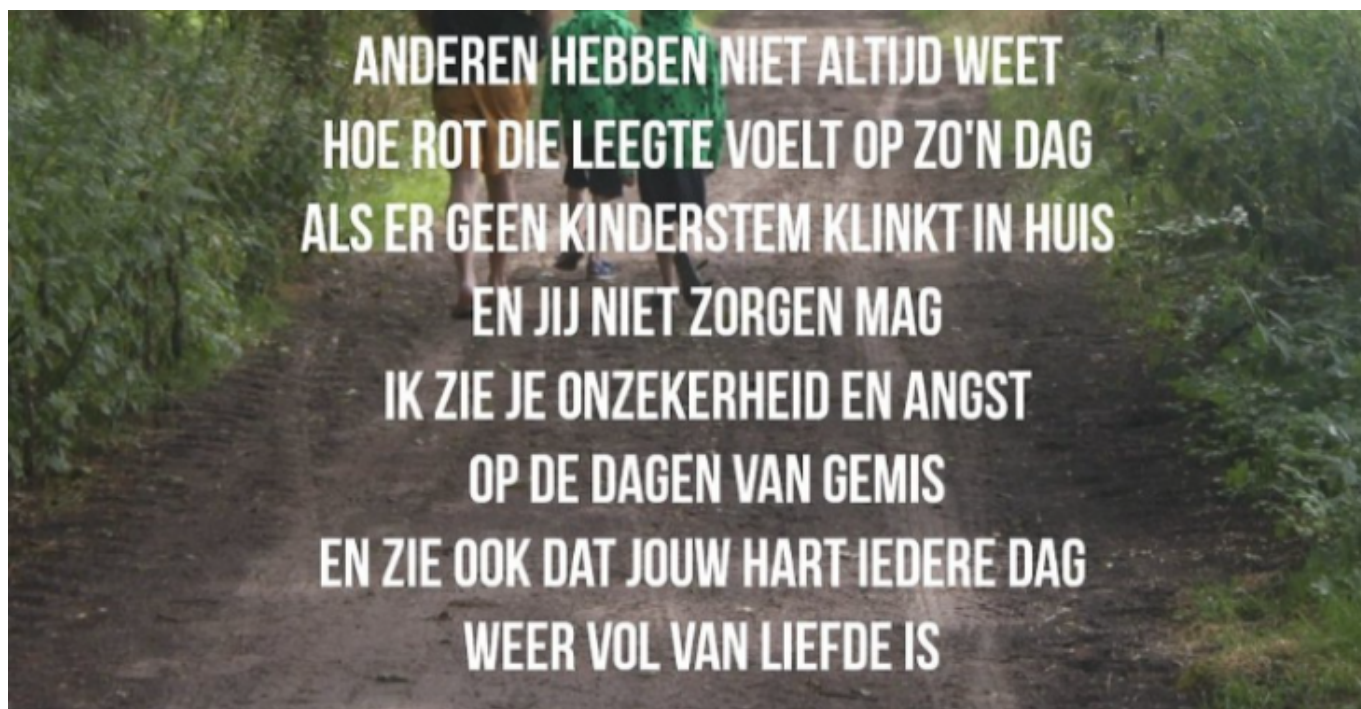 ANDEREN HEBBEN NIET ALTIJD WEET
HOE ROT DIE LEEGTE VOELT OP ZO'N DAG
ALS ER GEEN KINDERSTEM KLINKT IN HUIS
EN JIJ NIET ZORGEN MAG
IK ZIE JE ONZEKERHEID EN ANGST
OP DE DAGEN VAN GEMIS
EN ZIE OOK DAT JOUW HART IEDERE DAG
WEER VOL VAN LIEFDE IS